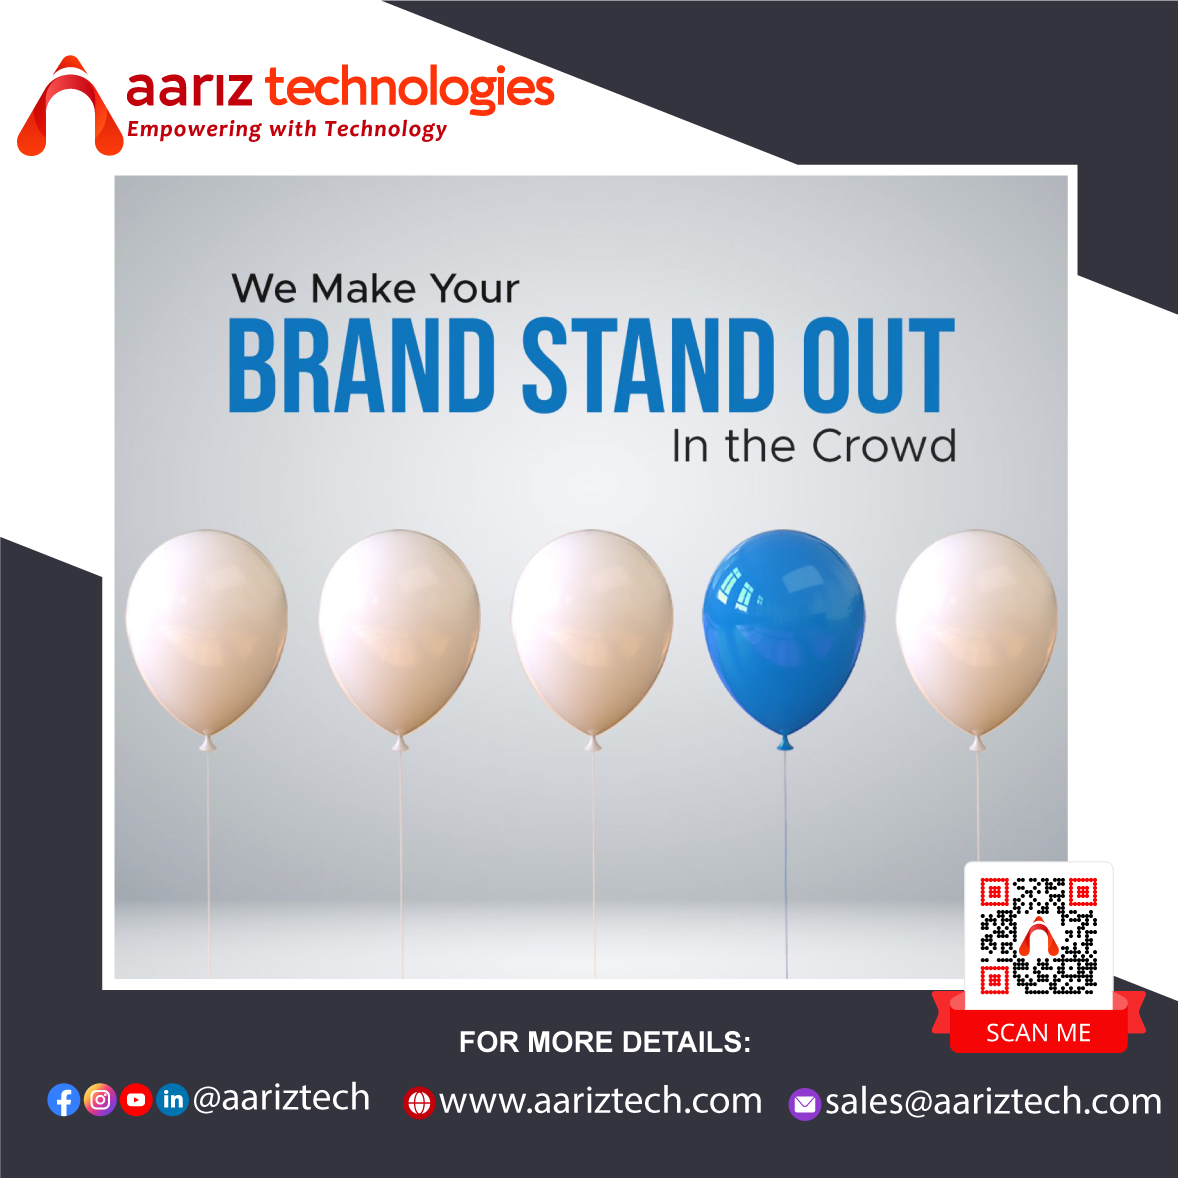 aarız technologies
Empowering with Technology
We Make Your
BRAND STAND OUT
In the Crowd
SCAN ME
FOR MORE DETAILS:
@aariztech www.aariztech.com sales@aariztech.com